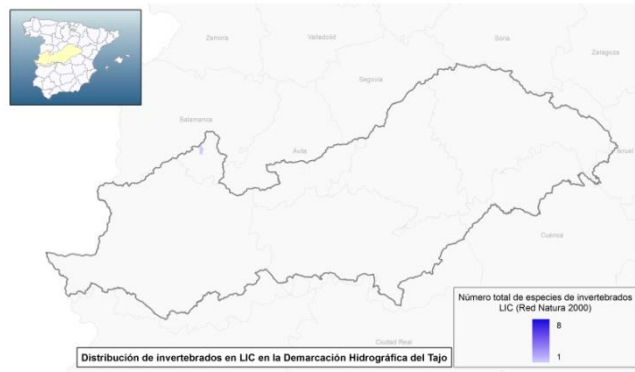 Zamora
Valladolid
Soria
Zaragoza
Segovia
Salamanca
Ávila
Teruel
Cuenca
Ciudad Real
Número total de especies de invertebrados
LIC (Red Natura 2000)
8
1
Distribución de invertebrados en LIC en la Demarcación Hidrográfica del Tajo